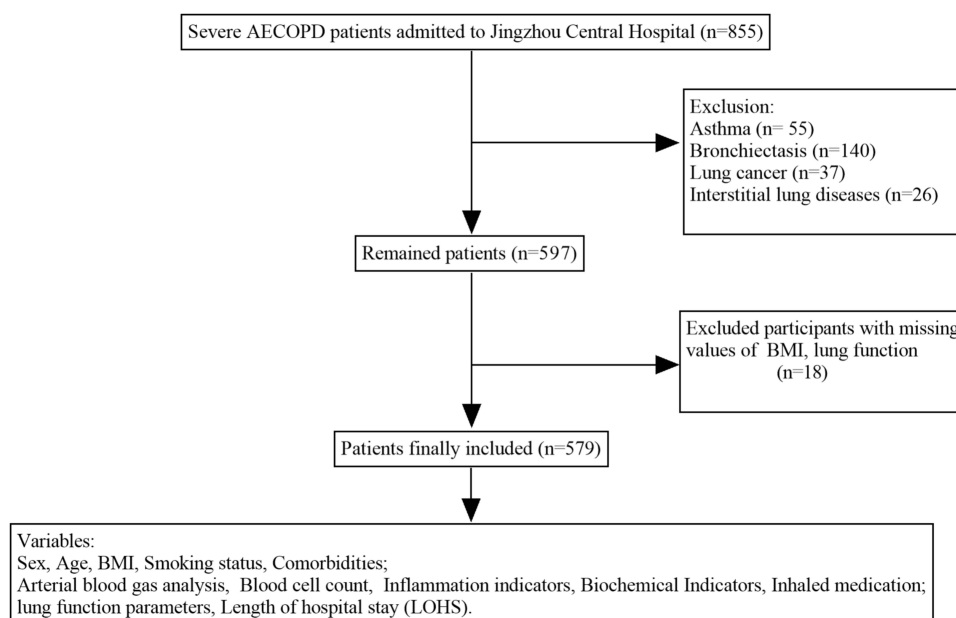 Severe AECOPD patients admitted to Jingzhou Central Hospital (n=855)
Exclusion:
Asthma (n= 55)
Bronchiectasis (n=140)
Lung cancer (n=37)
Interstitial lung diseases (n=26)
Remained patients (n=597)
Excluded participants with missing
values of BMI, lung function
(n=18)
Patients finally included (n=579)
Variables:
Sex, Age, BMI, Smoking status, Comorbidities;
Arterial blood gas analysis, Blood cell count, Inflammation indicators, Biochemical Indicators, Inhaled medication;
lung function parameters, Length of hospital stay (LOHS).